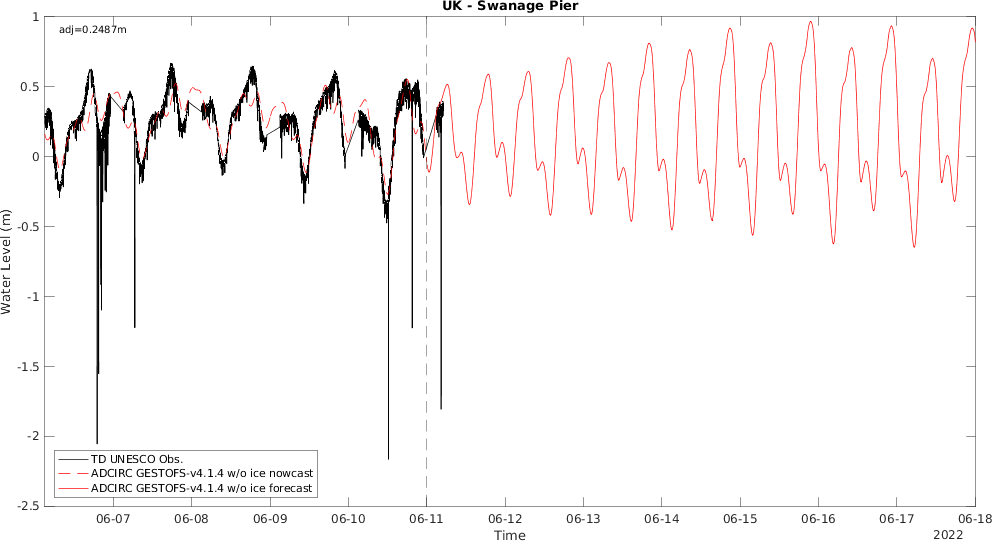 UK - Swanage Pier
adj=0.2487m
1
0.5
0
-0.5
-1
-1.5
-2
-2.5
Water Level (m)
TD UNESCO Obs.
ADCIRC GESTOFS-v4.1.4 w/o ice nowcast
ADCIRC GESTOFS-v4.1.4 w/o ice forecast
06-07 06-08 06-09 06-10 06-11 06-12 06-13 06-14 06-15 06-16 06-17 06-18
Time
2022